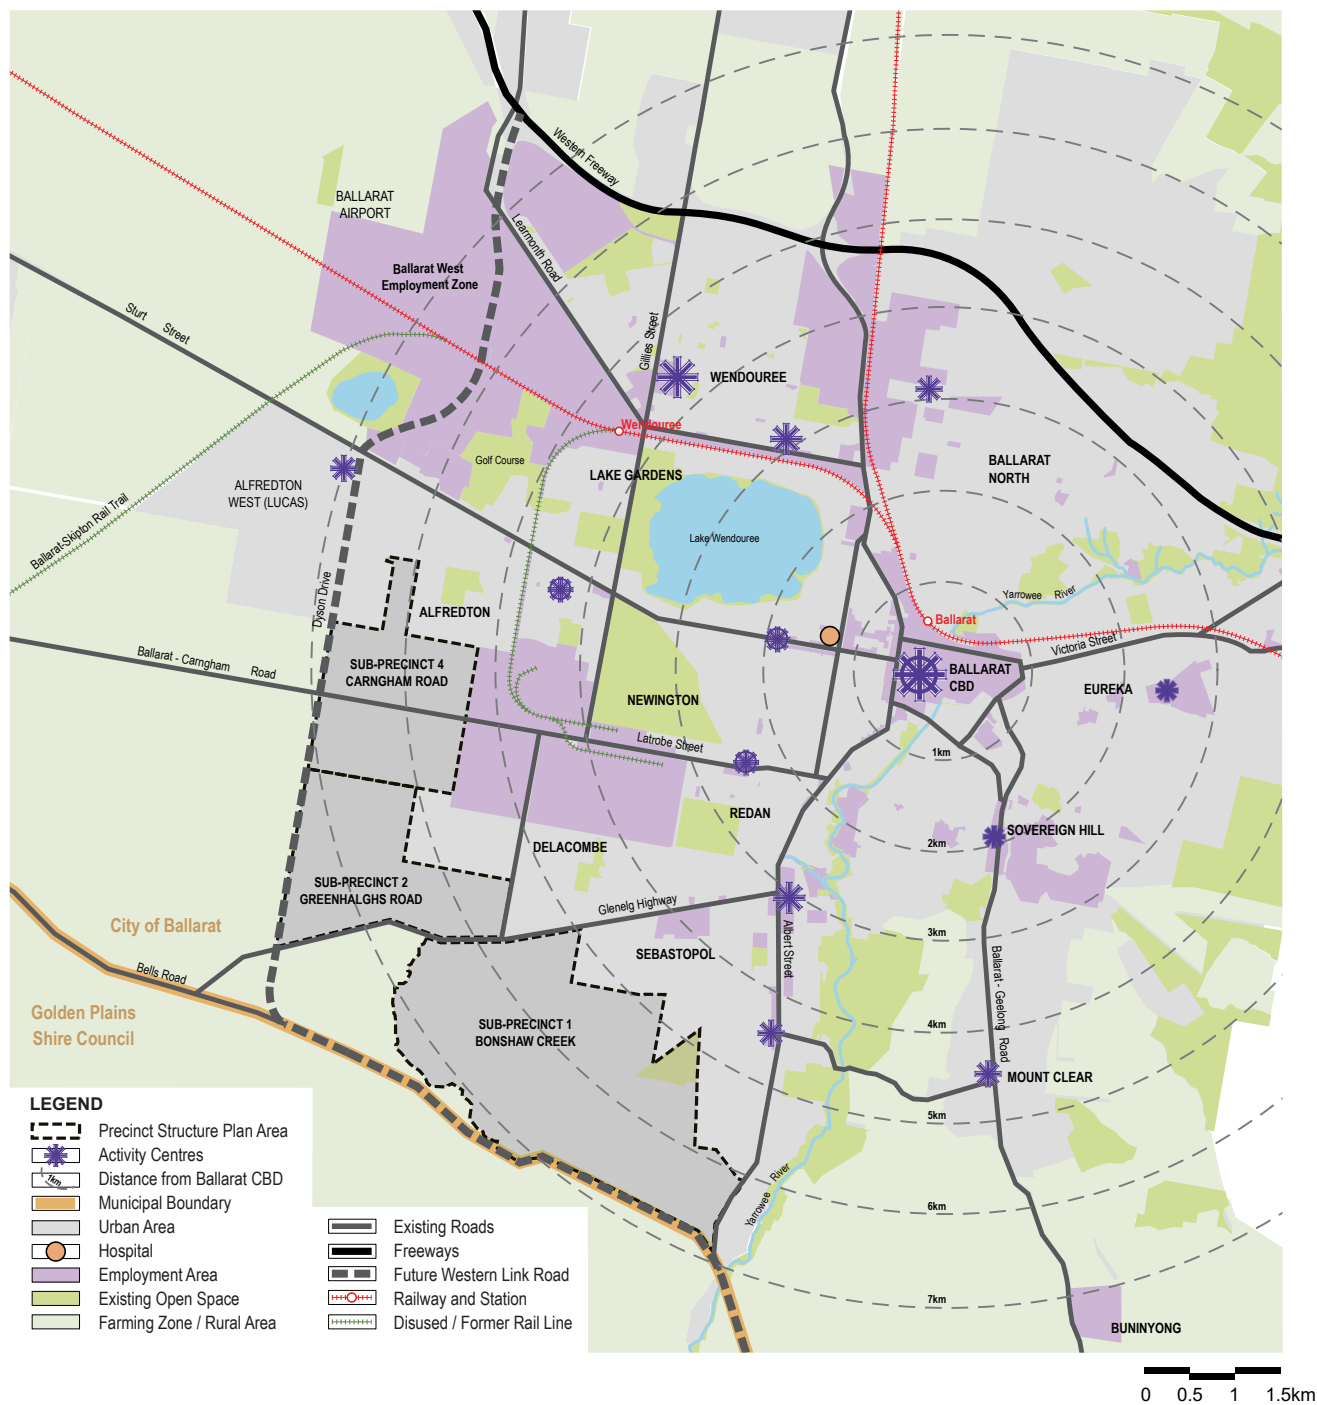 Western Freeway
BALLARAT
AIRPORT
Learmonth Road
Ballarat West
Employment Zone
Sturt Street
Gillies Street
WENDOUREE
Wendouree
Golf Course
LAKE GARDENS
BALLARAT
NORTH
ALFREDTON
WEST (LUCAS)
Ballarat-Skipton Rail Trail
Lake Wendouree
Dyson Drive
ALFREDTON
Yarrowee River
Ballarat
Victoria Street
Ballarat - Carngham Road
SUB-PRECINCT 4
CARNGHAM ROAD
BALLARAT
CBD
EUREKA
NEWINGTON
Latrobe Street
1km
REDAN
SOVEREIGN HILL
2km
DELACOMBE
SUB-PRECINCT 2
GREENHALGHS ROAD
Glenelg Highway
City of Ballarat
3km
Albert Street
SEBASTOPOL
Bells Road
Ballarat - Geelong Road
Golden Plains
Shire Council
SUB-PRECINCT 1
BONSHAW CREEK
4km
MOUNT CLEAR
5km
Yarrowee River
6km
7km
BUNINYONG
LEGEND
Precinct Structure Plan Area
Activity Centres
1km
Distance from Ballarat CBD
Municipal Boundary
Urban Area
Hospital
Employment Area
Existing Open Space
Farming Zone / Rural Area
Existing Roads
Freeways
Future Western Link Road
Railway and Station
Disused / Former Rail Line
0 0.5 1 1.5km